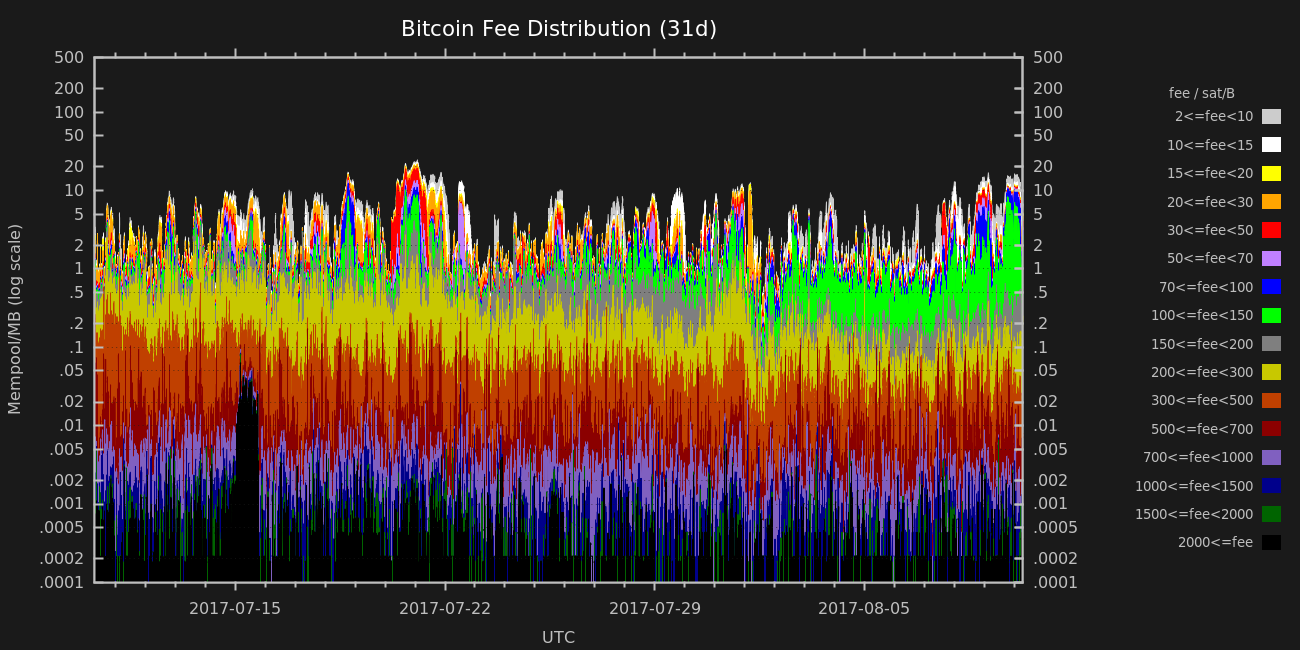 Bitcoin Fee Distribution (31d)
500
200
100
50
20
10
5
2
1
.5
.2
.1
.05
.02
.01
.005
.002
.001
.0005
.0002
.0001
Mempool/MB (log scale)
500
200
100
50
20
10
5
2
1
.5
.2
.1
.05
.02
.01
.005
.002
.001
.0005
.0002
.0001
2017-07-15
2017-07-22
2017-07-29
2017-08-05
UTC
fee / sat/B
2<=fee<10
10<=fee<15
15<=fee<20
20<=fee<30
30<=fee<50
50<=fee<70
70<=fee<100
100<=fee<150
150<=fee<200
200<=fee<300
300<=fee<500
500<=fee<700
700<=fee<1000
1000<=fee<1500
1500<=fee<2000
2000<=fee